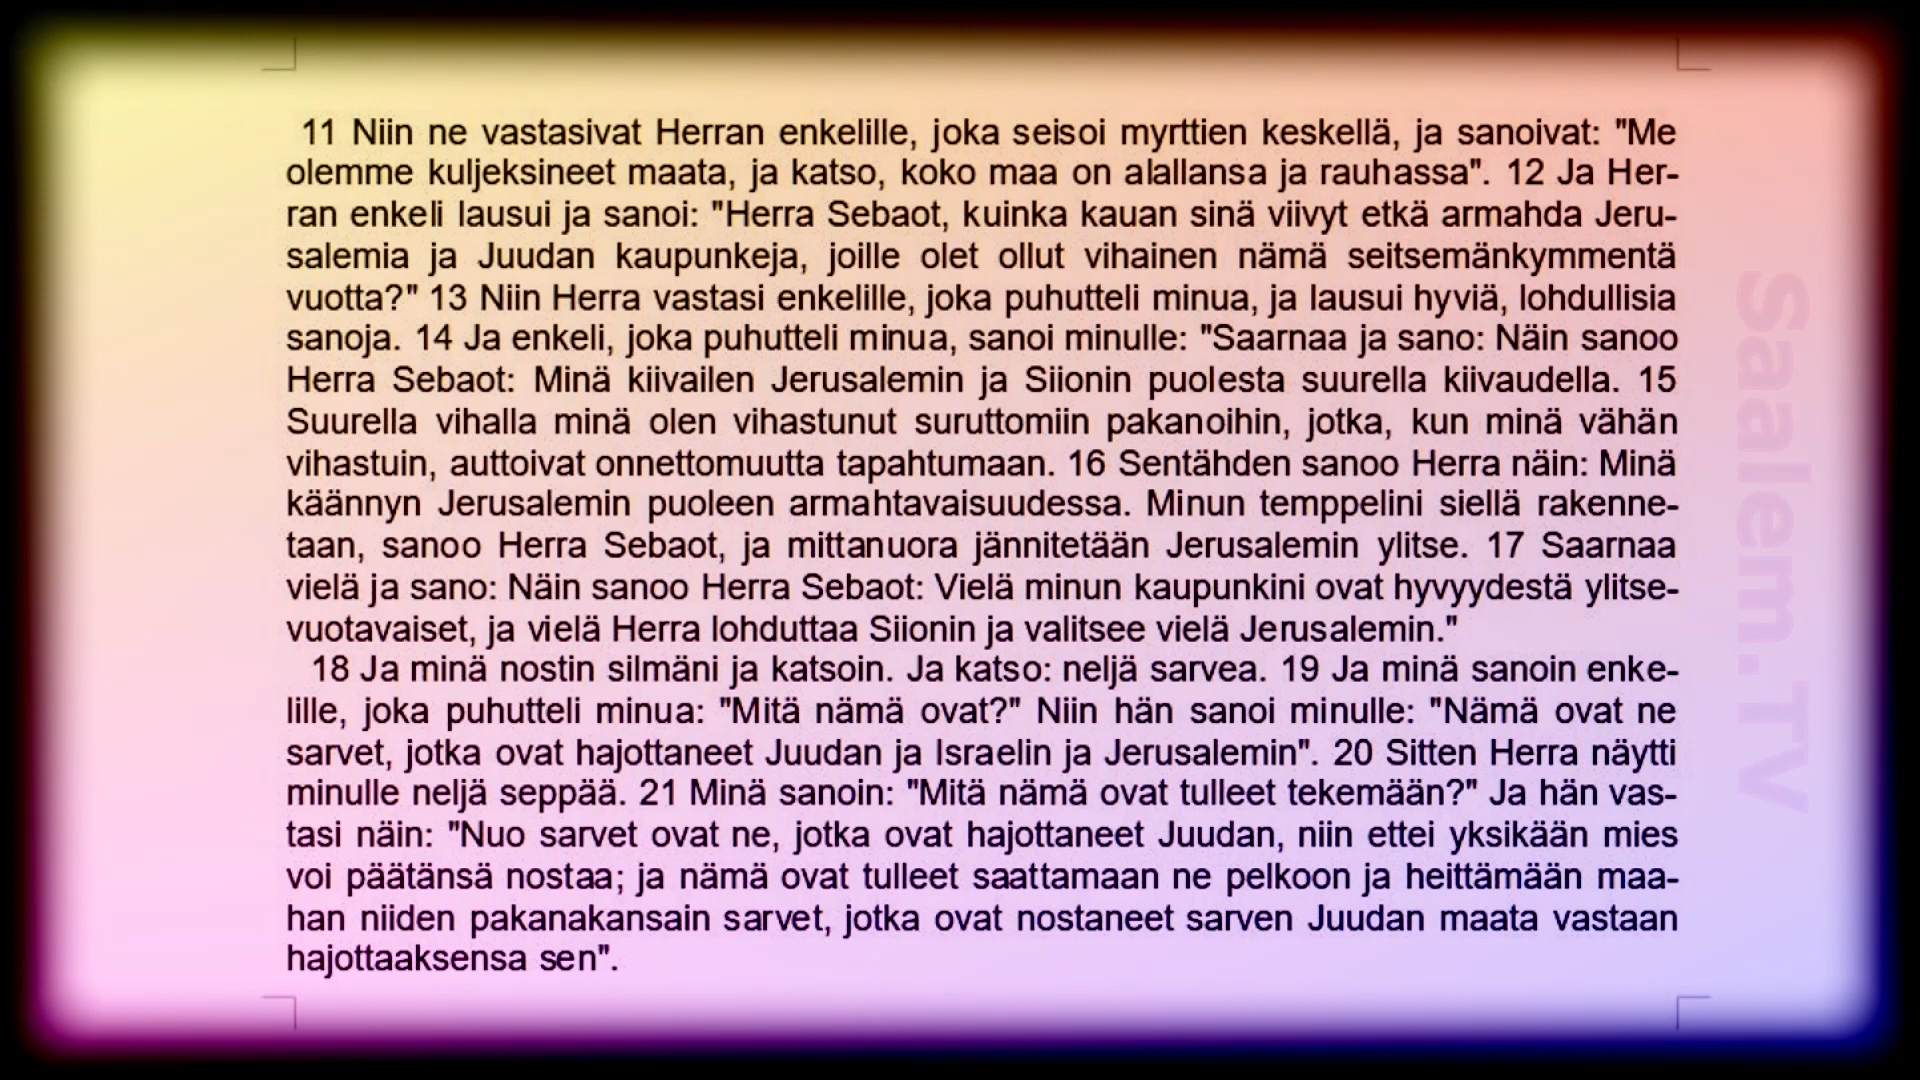 11 Niin ne vastasivat Herran enkelille, joka seisoi myrttien keskellä, ja sanoivat: "Me
olemme kuljeksineet maata, ja katso, koko maa on alallansa ja rauhassa". 12 Ja Her-
ran enkeli lausui ja sanoi: "Herra Sebaot, kuinka kauan sinä viivyt etkä armahda Jeru-
salemia ja Juudan kaupunkeja, joille olet ollut vihainen nämä seitsemänkymmentä
vuotta?" 13 Niin Herra vastasi enkelille, joka puhutteli minua, ja lausui hyviä, lohdullisia
sanoja. 14 Ja enkeli, joka puhutteli minua, sanoi minulle: "Saarnaa ja sano: Näin sanoo
Herra Sebaot: Minä kiivailen Jerusalemin ja Siionin puolesta suurella kiivaudella. 15
Suurella vihalla minä olen vihastunut suruttomiin pakanoihin, jotka, kun minä vähän
vihastuin, auttoivat onnettomuutta tapahtumaan. 16 Sentähden sanoo Herra näin: Minä
käännyn Jerusalemin puoleen armahtavaisuudessa. Minun temppelini siellä rakenne-
taan, sanoo Herra Sebaot, ja mittanuora jännitetään Jerusalemin ylitse. 17 Saarnaa
vielä ja sano: Näin sanoo Herra Sebaot: Vielä minun kaupunkini ovat hyvyydestä ylitse-
vuotavaiset, ja vielä Herra lohduttaa Siionin ja valitsee vielä Jerusalemin."
18 Ja minä nostin silmäni ja katsoin. Ja katso: neljä sarvea. 19 Ja minä sanoin enke-
lille, joka puhutteli minua: "Mitä nämä ovat?" Niin hän sanoi minulle: "Nämä ovat ne
sarvet, jotka ovat hajottaneet Juudan ja Israelin ja Jerusalemin". 20 Sitten Herra näytti
minulle neljä seppää. 21 Minä sanoin: "Mitä nämä ovat tulleet tekemään?" Ja hän vas-
tasi näin: "Nuo sarvet ovat ne, jotka ovat hajottaneet Juudan, niin ettei yksikään mies
voi päätänsä nostaa; ja nämä ovat tulleet saattamaan ne pelkoon ja heittämään maa-
han niiden pakanakansain sarvet, jotka ovat nostaneet sarven Juudan maata vastaan
hajottaaksensa sen".
Saalem.TV